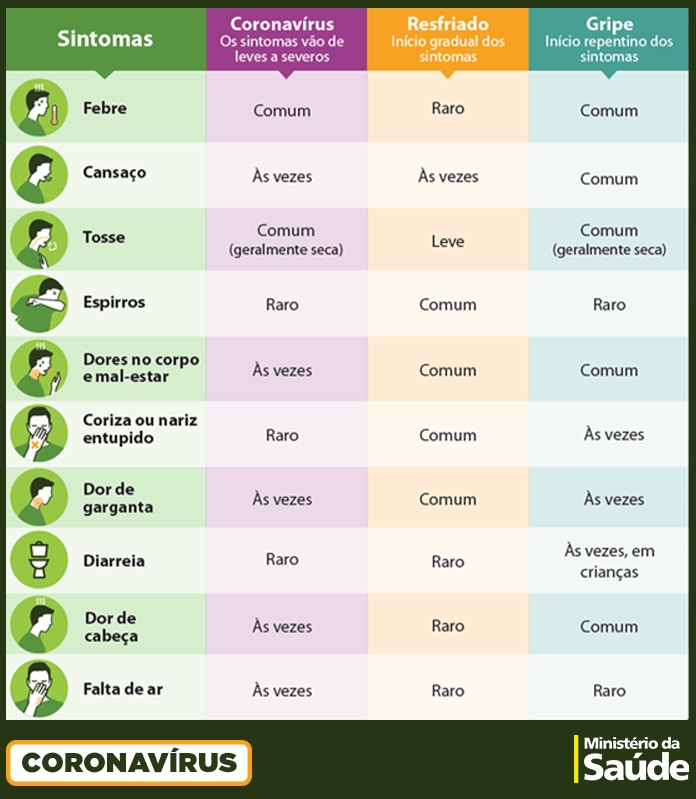 Sintomas
Coronavírus
Os sintomas vão de
leves a severos
Resfriado
Início gradual dos
sintomas
Gripe
Início repentino dos
sintomas
Febre
Comum
Raro
Comum
Cansaço
Às vezes
Às vezes
Comum
Tosse
Comum
(geralmente seca)
Leve
Comum
(geralmente seca)
Espirros
Raro
Comum
Raro
Dores no corpo
e mal-estar
Às vezes
Comum
Comum
Coriza ou nariz
entupido
Raro
Comum
Às vezes
Dor de
garganta
Às vezes
Comum
Às vezes
Diarreia
Raro
Raro
Às vezes, em
crianças
Dor de
cabeça
Às vezes
Raro
Comum
Falta de ar
Às vezes
Raro
Raro
CORONAVÍRUS
Ministério da
Saúde